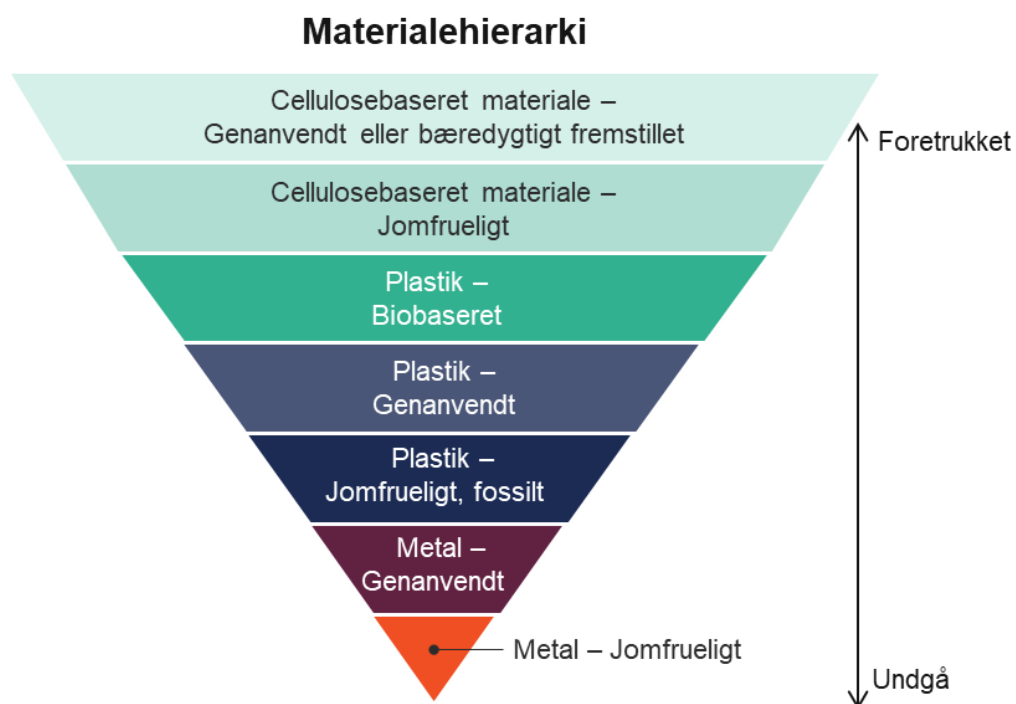 Materialehierarki
Cellulosebaseret materiale –
Genanvendt eller bæredygtigt fremstillet
Foretrukket
Cellulosebaseret materiale –
Jomfrueligt
Plastik –
Biobaseret
Plastik –
Genanvendt
Plastik –
Jomfrueligt, fossilt
Metal –
Genanvendt
Metal – Jomfrueligt
Undgå